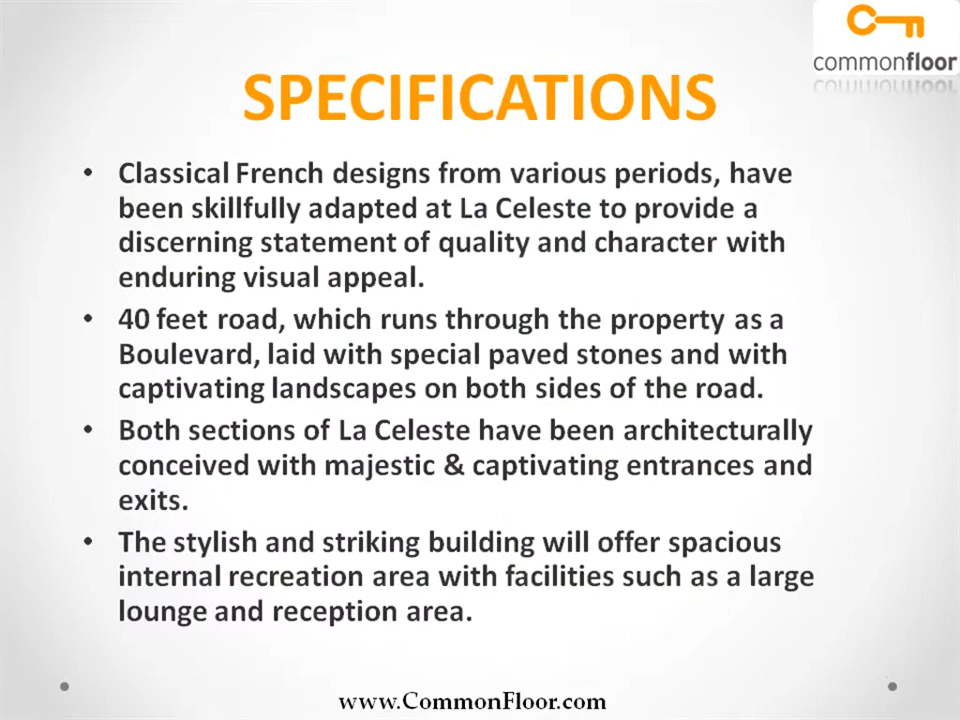 commonfloor
SPECIFICATIONS
• Classical French designs from various periods, have
been skillfully adapted at La Celeste to provide a
discerning statement of quality and character with
enduring visual appeal.
• 40 feet road, which runs through the property as a
Boulevard, laid with special paved stones and with
captivating landscapes on both sides of the road.
• Both sections of La Celeste have been architecturally
conceived with majestic & captivating entrances and
exits.
• The stylish and striking building will offer spacious
internal recreation area with facilities such as a large
lounge and reception area.
www.CommonFloor.com